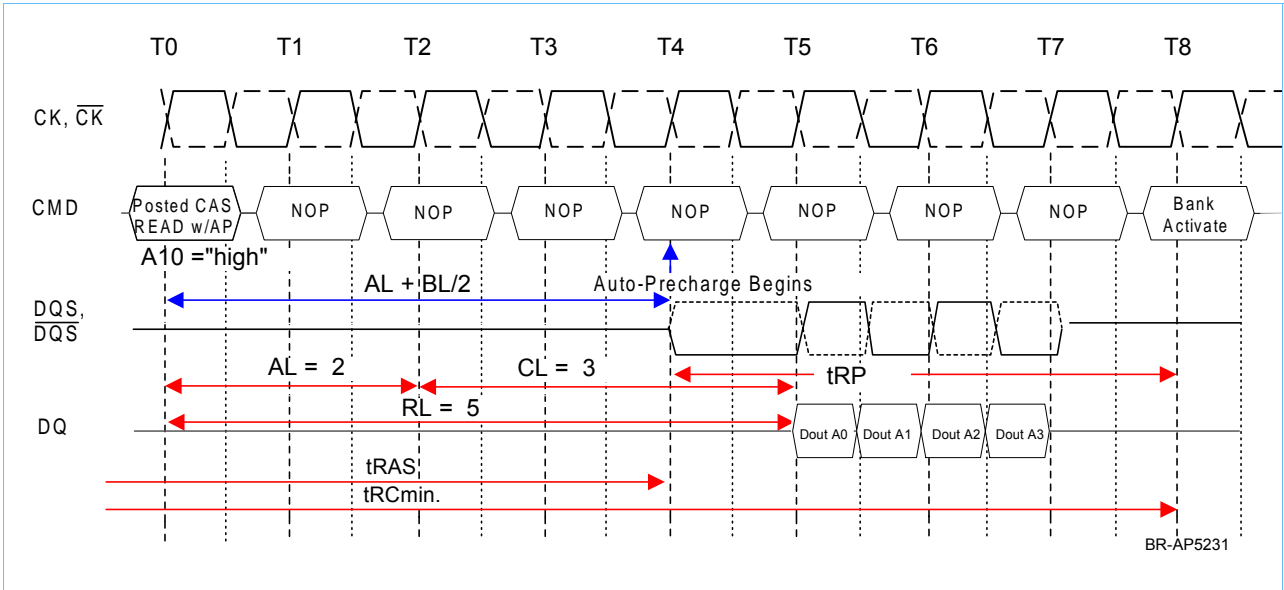 T0 T1 T2 T3 T4 T5 T6 T7 T8
CK, CK
CMD
Posted CAS
READ w/AP
NOP NOP NOP NOP NOP NOP NOP
Bank
Activate
A10 ="high"
AL + BL/2
Auto-Precharge Begins
DQS,
DQS
AL = 2
CL = 3
tRP
RL = 5
DQ
Dout A0 Dout A1 Dout A2 Dout A3
tRAS
tRCmin.
BR-AP5231